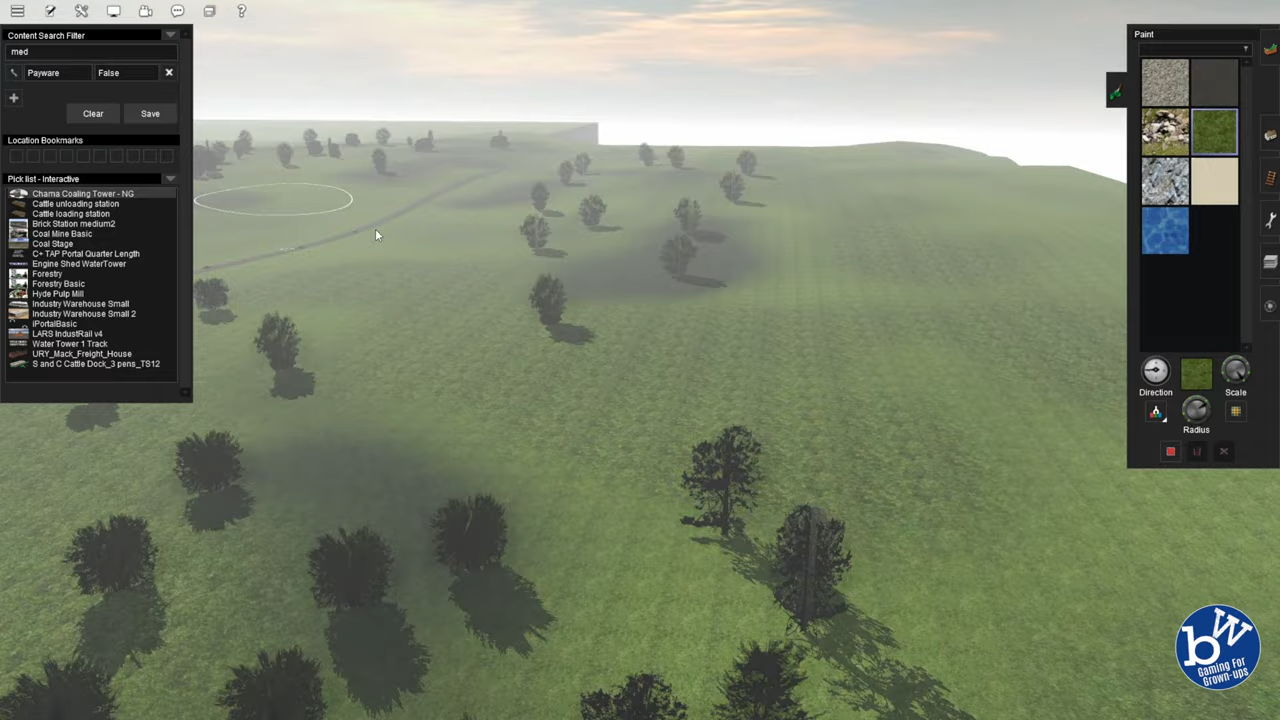 Content Search Filter
med
Payware False
Clear Save
Location Bookmarks
Pick list - Interactive
Chama Coaling Tower - NG
Cattle unloading station
Cattle loading station
Brick Station medium2
Coal Mine Basic
Coal Stage
C+ TAP Portal Quarter Length
Engine Shed WaterTower
Forestry
Forestry Basic
Hyde Pulp Mill
Industry Warehouse Small
Industry Warehouse Small 2
iPortalBasic
LARS IndustRail v4
Water Tower 1 Track
URY_Mack_Freight_House
S and C Cattle Dock_3 pens_TS12
Paint
Direction
Scale
Radius
bW
Gaming For
Grown-ups